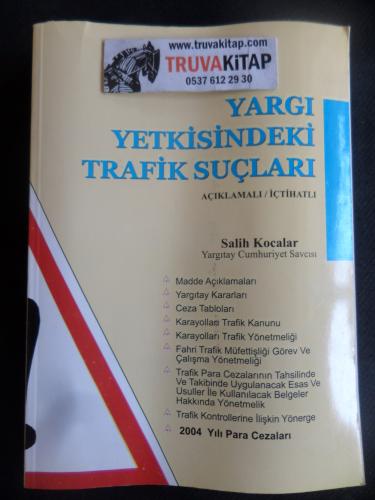 www.truvakitap.com
TRUVAKiTAP
0537 612 29 30
YARGI
YETKİSİNDEKİ
TRAFİK SUÇLARI
AÇIKLAMALI / İÇTİHATLI
Salih Kocalar
Yargıtay Cumhuriyet Savcısı
Madde Açıklamaları
Yargıtay Kararları
Ceza Tabloları
Karayolları Trafik Kanunu
Karayolları Trafik Yönetmeliği
Fahri Trafik Müfettişliği Görev Ve
Çalışma Yönetmeliği
Trafik Para Cezalarının Tahsilinde
Ve Takibinde Uygulanacak Esas Ve
Usuller İle Kullanılacak Belgeler
Hakkında Yönetmelik
Trafik Kontrollerine İlişkin Yönerge
2004 Yılı Para Cezaları